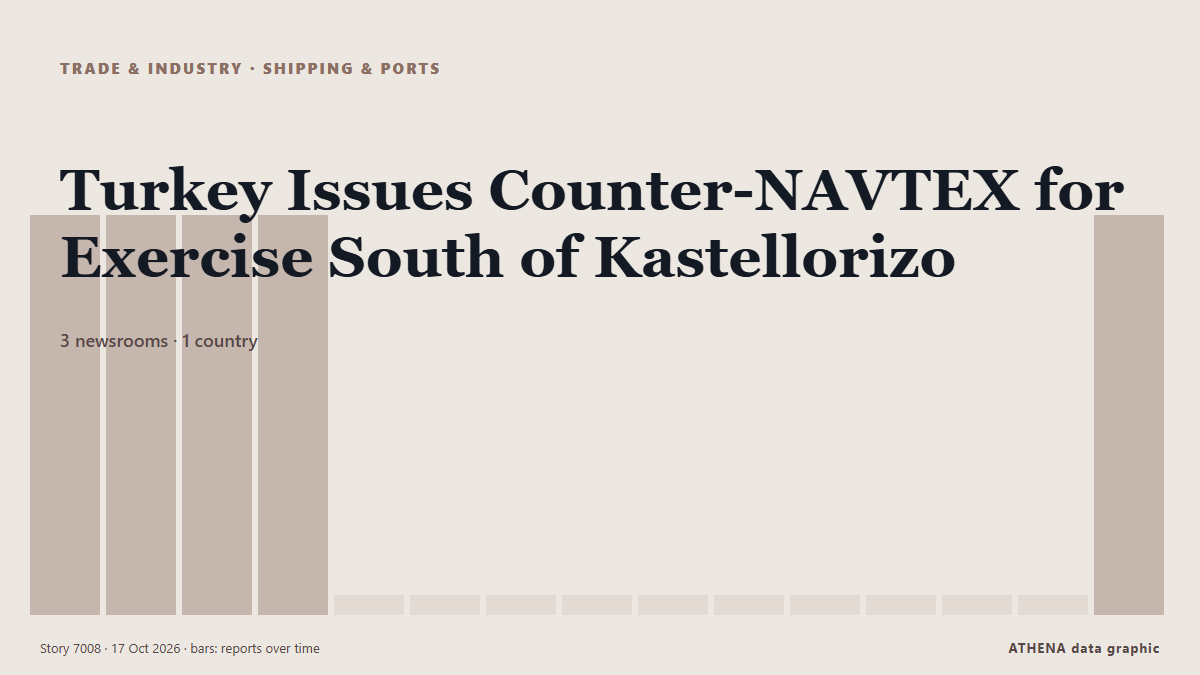 TRADE & INDUSTRY · SHIPPING & PORTS
Turkey Issues Counter-NAVTEX for
Exercise South of Kastellorizo
3 newsrooms · 1 country
Story 7008 · 17 Oct 2026 · bars: reports over time
ATHENA data graphic